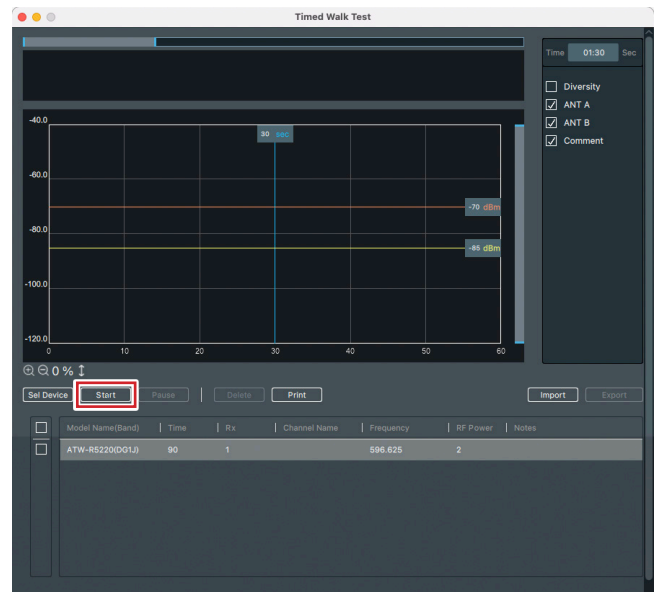 Timed Walk Test
Time 01:30 Sec
Diversity
ANT A
ANT B
Comment
-40.0
30 sec
-60.0
-70 dBm
-80.0
-85 dBm
-100.0
-120.0
0 10 20 30 40 50 60
0 %
Sel Device Start Pause Delete Print Import Export
Model Name(Band) Time Rx Channel Name Frequency RF Power Notes
ATW-R5220(DG1J) 90 1 596.625 2